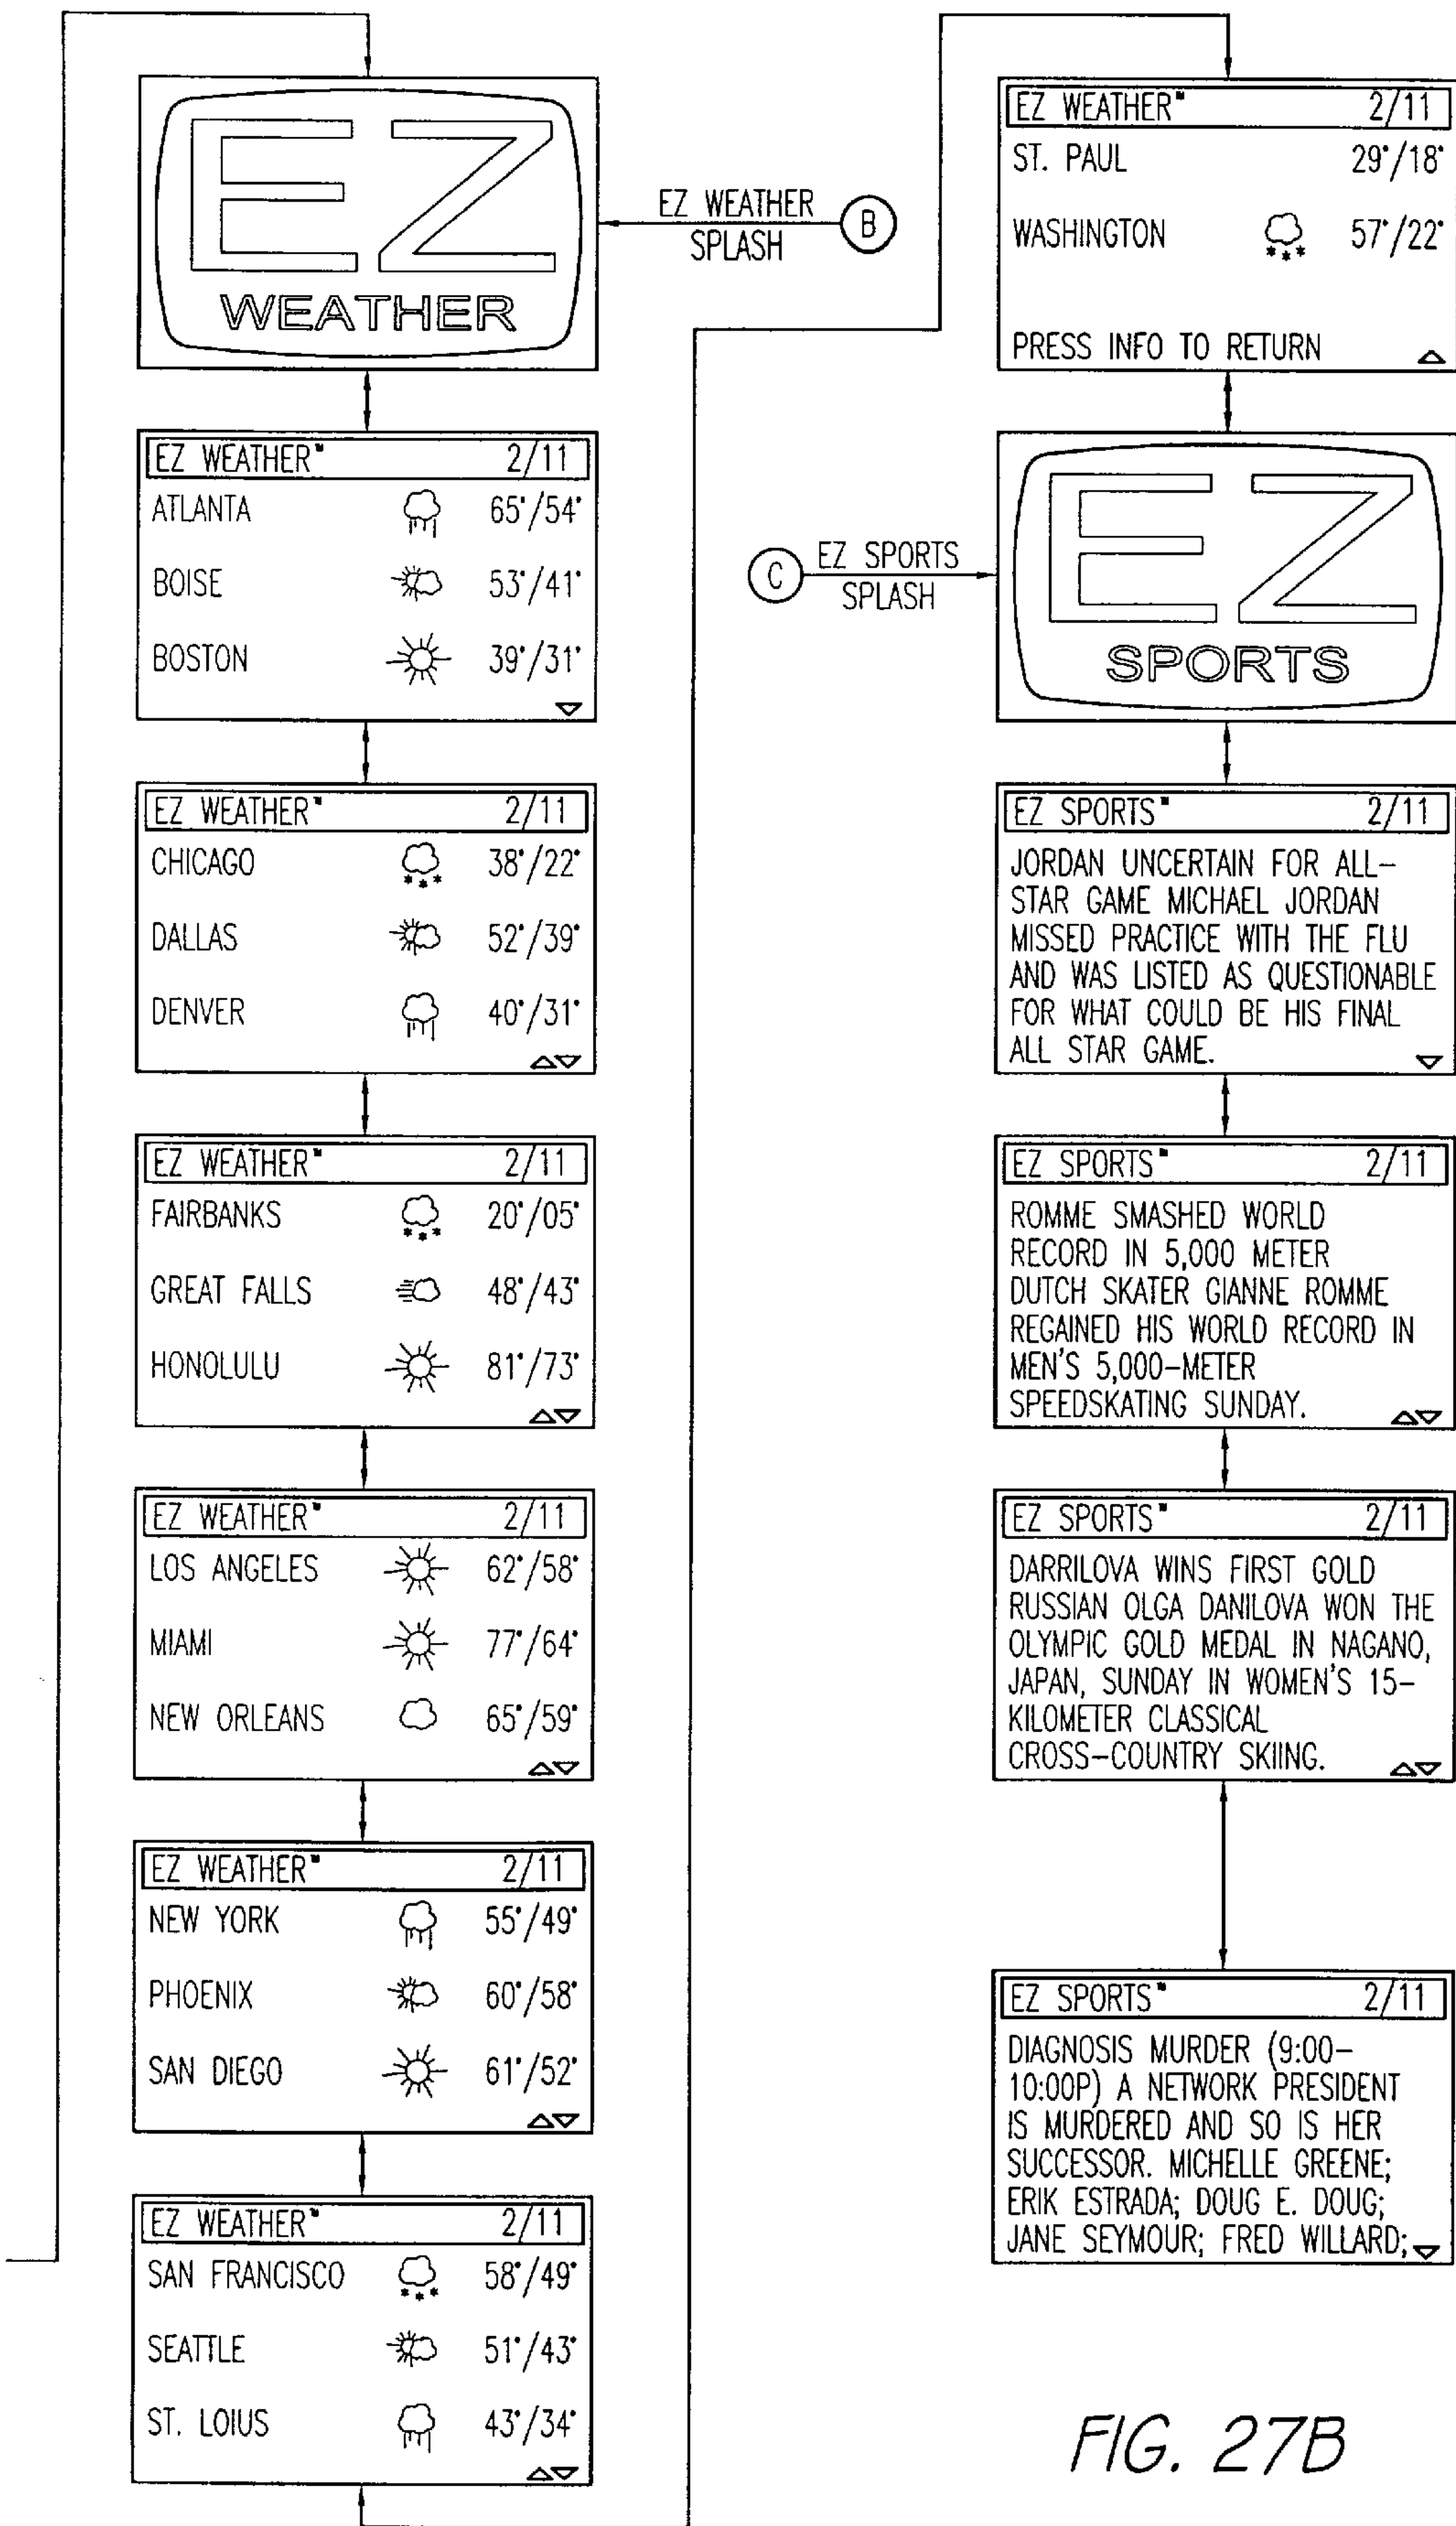 EZ
WEATHER
EZ WEATHER
SPLASH
B
EZ WEATHER™ 2/11
ATLANTA 65°/54°
BOISE 53°/41°
BOSTON 39°/31°
EZ WEATHER™ 2/11
CHICAGO 38°/22°
DALLAS 52°/39°
DENVER 40°/31°
EZ WEATHER™ 2/11
FAIRBANKS 20°/05°
GREAT FALLS 48°/43°
HONOLULU 81°/73°
EZ WEATHER™ 2/11
LOS ANGELES 62°/58°
MIAMI 77°/64°
NEW ORLEANS 65°/59°
EZ WEATHER™ 2/11
NEW YORK 55°/49°
PHOENIX 60°/58°
SAN DIEGO 61°/52°
EZ WEATHER™ 2/11
SAN FRANCISCO 58°/49°
SEATTLE 51°/43°
ST. LOIUS 43°/34°
EZ WEATHER™ 2/11
ST. PAUL 29°/18°
WASHINGTON 57°/22°
PRESS INFO TO RETURN
C
EZ SPORTS
SPLASH
EZ
SPORTS
EZ SPORTS™ 2/11
JORDAN UNCERTAIN FOR ALL-
STAR GAME MICHAEL JORDAN
MISSED PRACTICE WITH THE FLU
AND WAS LISTED AS QUESTIONABLE
FOR WHAT COULD BE HIS FINAL
ALL STAR GAME.
EZ SPORTS™ 2/11
ROMME SMASHED WORLD
RECORD IN 5,000 METER
DUTCH SKATER GIANNE ROMME
REGAINED HIS WORLD RECORD IN
MEN'S 5,000-METER
SPEEDSKATING SUNDAY.
EZ SPORTS™ 2/11
DARRILOVA WINS FIRST GOLD
RUSSIAN OLGA DANILOVA WON THE
OLYMPIC GOLD MEDAL IN NAGANO,
JAPAN, SUNDAY IN WOMEN'S 15-
KILOMETER CLASSICAL
CROSS-COUNTRY SKIING.
EZ SPORTS™ 2/11
DIAGNOSIS MURDER (9:00-
10:00P) A NETWORK PRESIDENT
IS MURDERED AND SO IS HER
SUCCESSOR. MICHELLE GREENE;
ERIK ESTRADA; DOUG E. DOUG;
JANE SEYMOUR; FRED WILLARD;
FIG. 27B